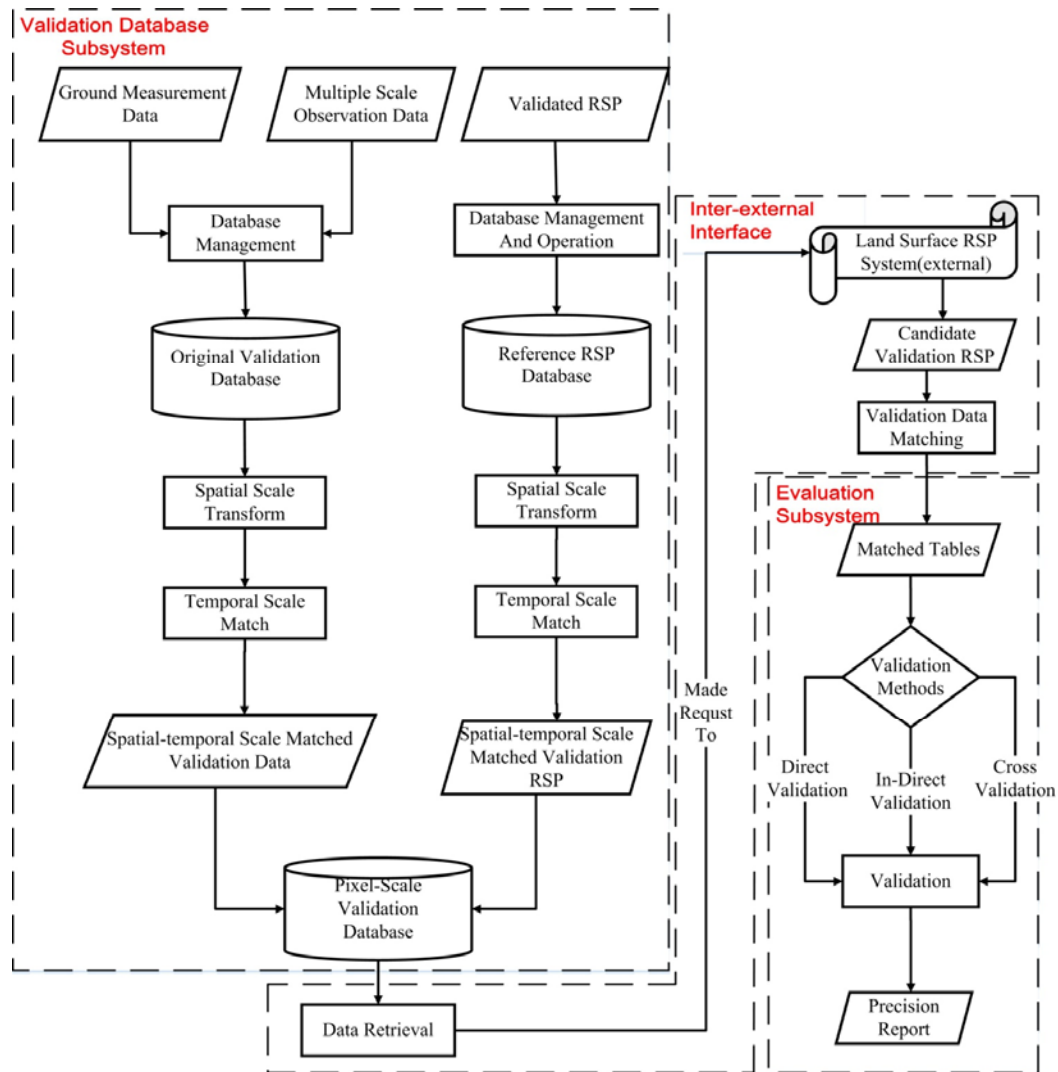 Validation Database
Subsystem
Ground Measurement
Data
Multiple Scale
Observation Data
Validated RSP
Database
Management
Database Management
And Operation
Original Validation
Database
Reference RSP
Database
Spatial Scale
Transform
Spatial Scale
Transform
Temporal Scale
Match
Temporal Scale
Match
Spatial-temporal Scale Matched
Validation Data
Spatial-temporal Scale
Matched Validation
RSP
Pixel-Scale
Validation
Database
Data Retrieval
Made
Requst
To
Inter-external
Interface
Land Surface RSP
System(external)
Candidate
Validation RSP
Validation Data
Matching
Evaluation
Subsystem
Matched Tables
Validation
Methods
Direct
Validation
In-Direct
Validation
Cross
Validation
Validation
Precision
Report